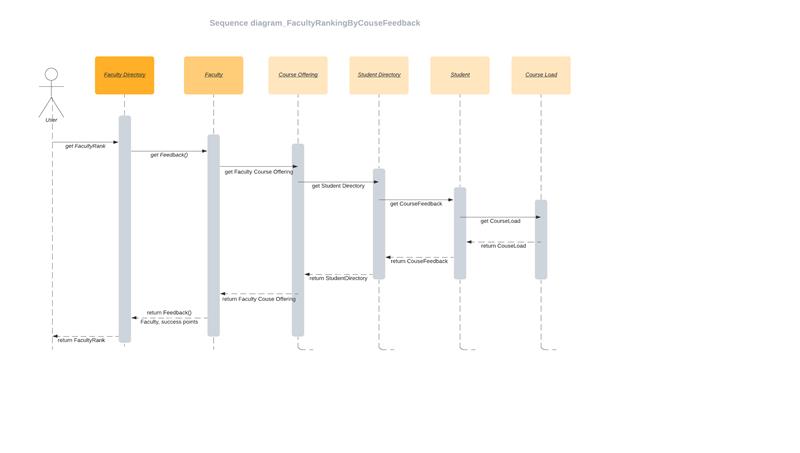 Sequence diagram_FacultyRankingByCouseFeedback
Faculty Directory
Faculty
Course Offering
Student Directory
Student
Course Load
User
get FacultyRank
get Feedback()
get Faculty Course Offering
get Student Directory
get CourseFeedback
get CourseLoad
return CouseLoad
return CouseFeedback
return StudentDirectory
return Faculty Couse Offering
return Feedback()
Faculty, success points
return FacultyRank